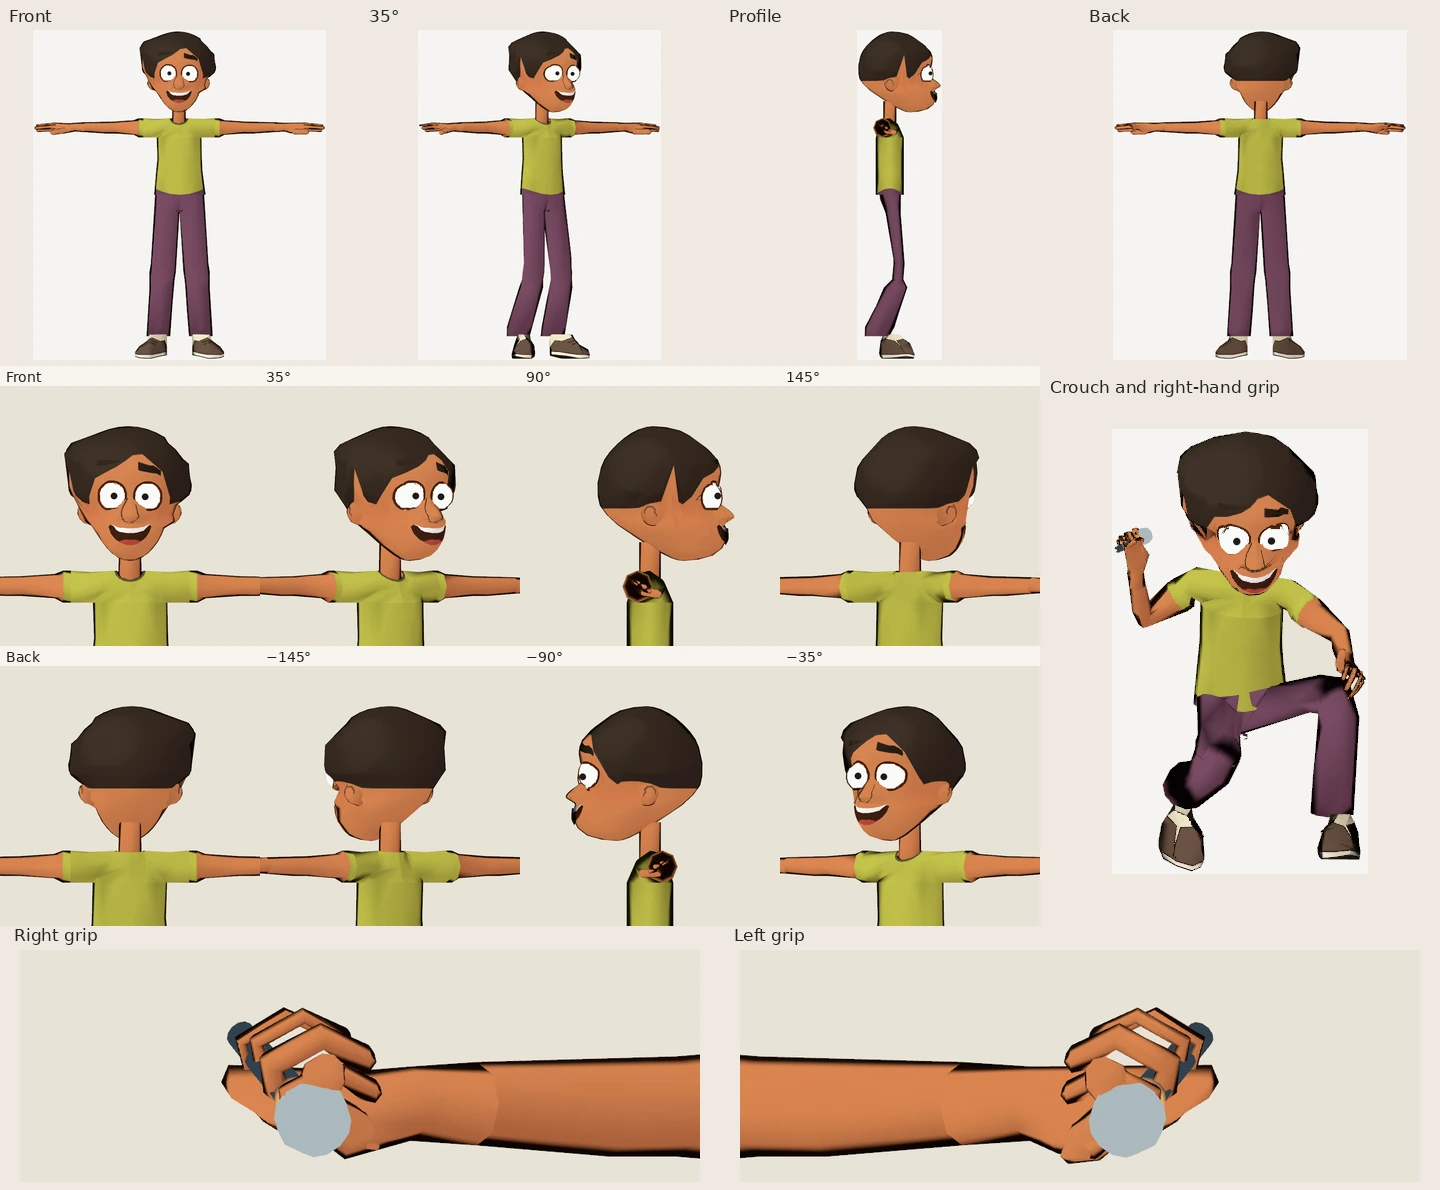 Front
35°
Profile
Back
Front
35°
90°
145°
Crouch and right-hand grip
Back
−145°
−90°
−35°
Right grip
Left grip